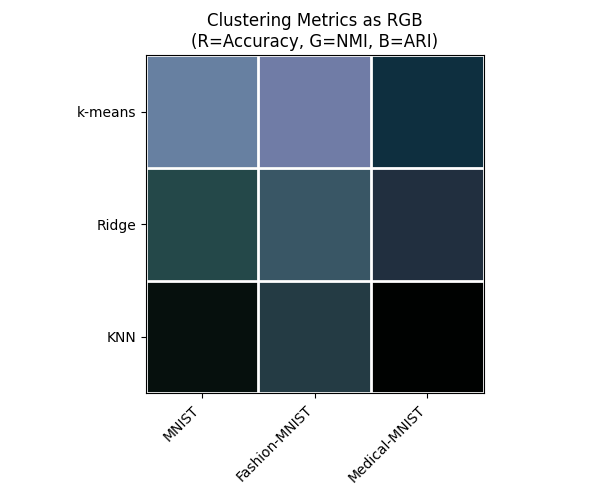 Clustering Metrics as RGB
(R=Accuracy, G=NMI, B=ARI)
k-means
Ridge
KNN
MNIST
Fashion-MNIST
Medical-MNIST